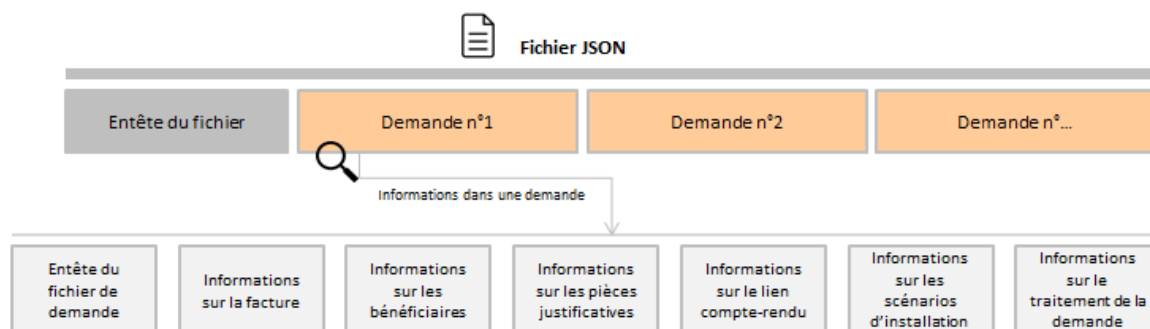 Fichier JSON
Entête du fichier
Demande n°1
Demande n°2
Demande n°...
Informations dans une demande
Entête du
fichier de
demande
Informations
sur la facture
Informations
sur les
bénéficiaires
Informations
sur les pièces
justificatives
Informations
sur le lien
compte-rendu
Informations
sur les
scénarios
d'installation
Informations
sur le
traitement de la
demande